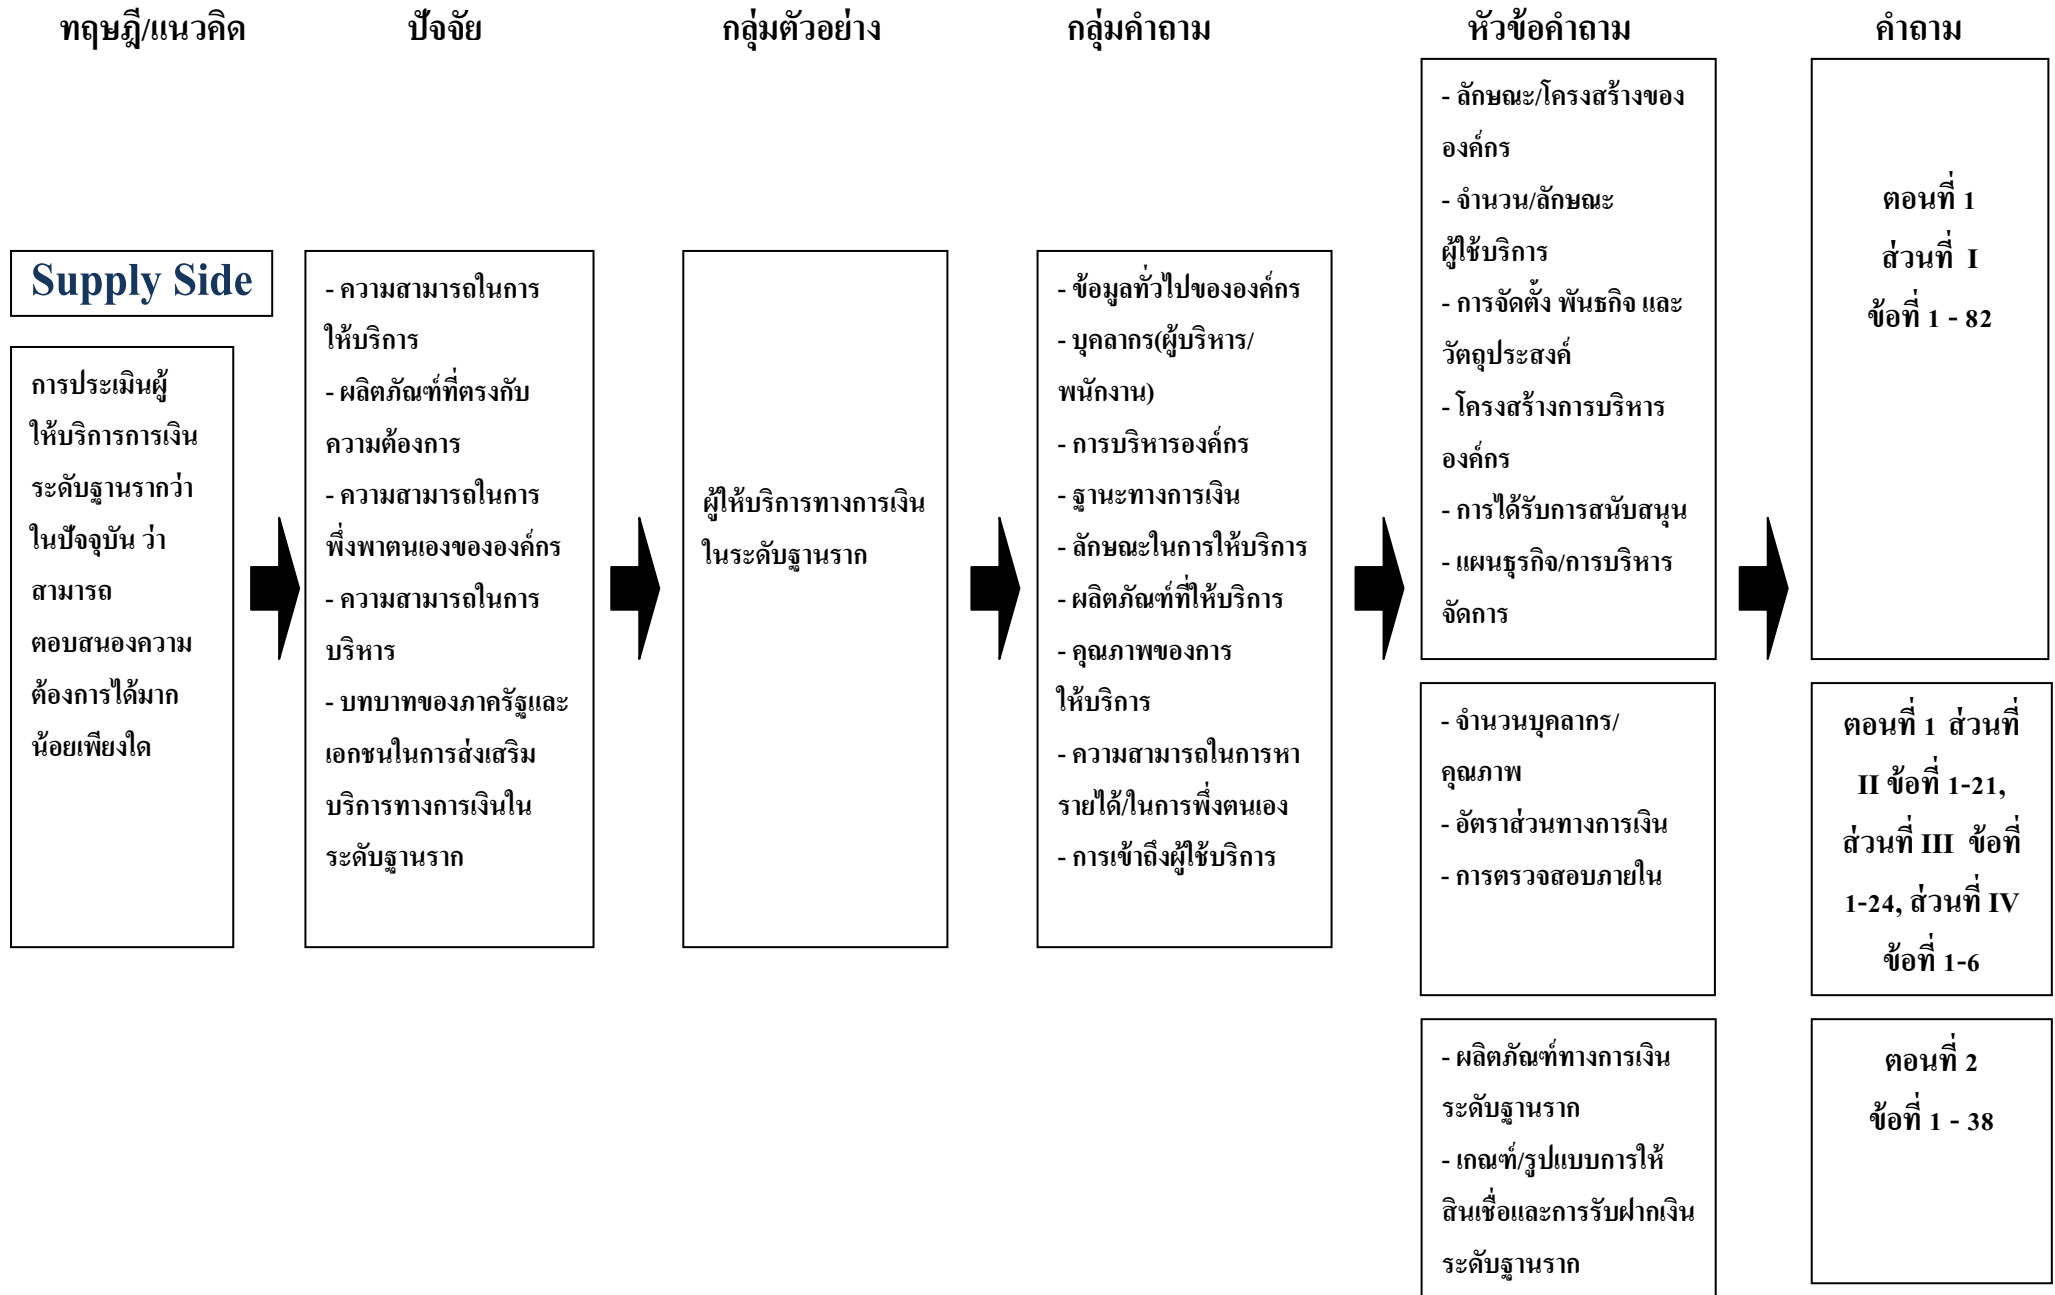 ทฤษฎี/แนวคิด
ปัจจัย
กลุ่มตัวอย่าง
กลุ่มคำถาม
หัวข้อคำถาม
คำถาม
Supply Side
การประเมินผู้
ให้บริการการเงิน
ระดับฐานรากว่า
ในปัจจุบัน ว่า
สามารถ
ตอบสนองความ
ต้องการได้มาก
น้อยเพียงใด
- ความสามารถในการ
ให้บริการ
- ผลิตภัณฑ์ที่ตรงกับ
ความต้องการ
- ความสามารถในการ
พึ่งพาตนเองขององค์กร
- ความสามารถในการ
บริหาร
- บทบาทของภาครัฐและ
เอกชนในการส่งเสริม
บริการทางการเงินใน
ระดับฐานราก
ผู้ให้บริการทางการเงิน
ในระดับฐานราก
- ข้อมูลทั่วไปขององค์กร
- บุคลากร(ผู้บริหาร/
พนักงาน)
- การบริหารองค์กร
- ฐานะทางการเงิน
- ลักษณะในการให้บริการ
- ผลิตภัณฑ์ที่ให้บริการ
- คุณภาพของการ
ให้บริการ
- ความสามารถในการหา
รายได้/ในการพึ่งตนเอง
- การเข้าถึงผู้ใช้บริการ
- ลักษณะ/โครงสร้างของ
องค์กร
- จำนวน/ลักษณะ
ผู้ใช้บริการ
- การจัดตั้ง พันธกิจ และ
วัตถุประสงค์
- โครงสร้างการบริหาร
องค์กร
- การได้รับการสนับสนุน
- แผนธุรกิจ/การบริหาร
จัดการ
ตอนที่ 1
ส่วนที่ I
ข้อที่ 1 - 82
- จำนวนบุคลากร/
คุณภาพ
- อัตราส่วนทางการเงิน
- การตรวจสอบภายใน
ตอนที่ 1 ส่วนที่
II ข้อที่ 1-21,
ส่วนที่ III ข้อที่
1-24, ส่วนที่ IV
ข้อที่ 1-6
- ผลิตภัณฑ์ทางการเงิน
ระดับฐานราก
- เกณฑ์/รูปแบบการให้
สินเชื่อและการรับฝากเงิน
ระดับฐานราก
ตอนที่ 2
ข้อที่ 1 - 38